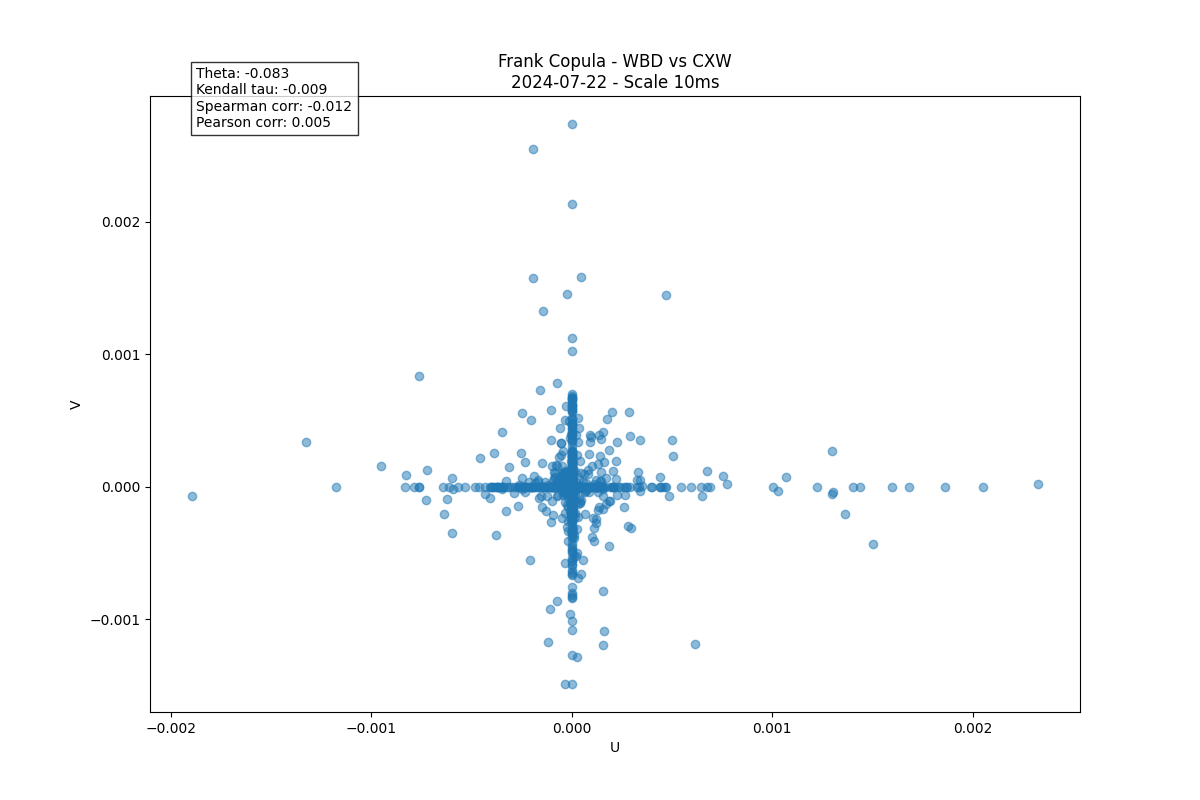 Frank Copula - WBD vs CXW
2024-07-22 - Scale 10ms
Theta: -0.083
Kendall tau: -0.009
Spearman corr: -0.012
Pearson corr: 0.005
V
0.002
0.001
0.000
−0.001
−0.002
−0.001
0.000
0.001
0.002
U